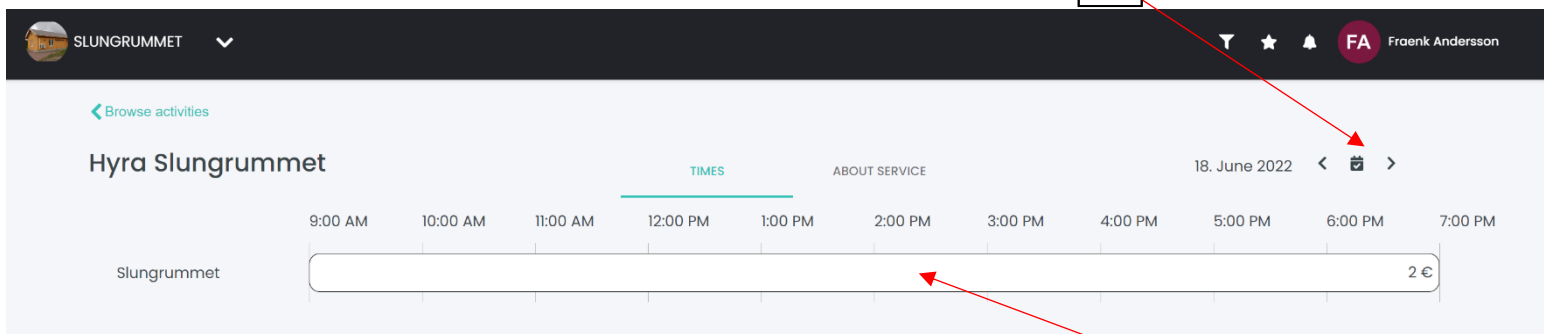 SLUNGRUMMET
FA Fraenk Andersson
Browse activities
Hyra Slungrummet
TIMES ABOUT SERVICE
18. June 2022
9:00 AM 10:00 AM 11:00 AM 12:00 PM 1:00 PM 2:00 PM 3:00 PM 4:00 PM 5:00 PM 6:00 PM 7:00 PM
Slungrummet 2 €